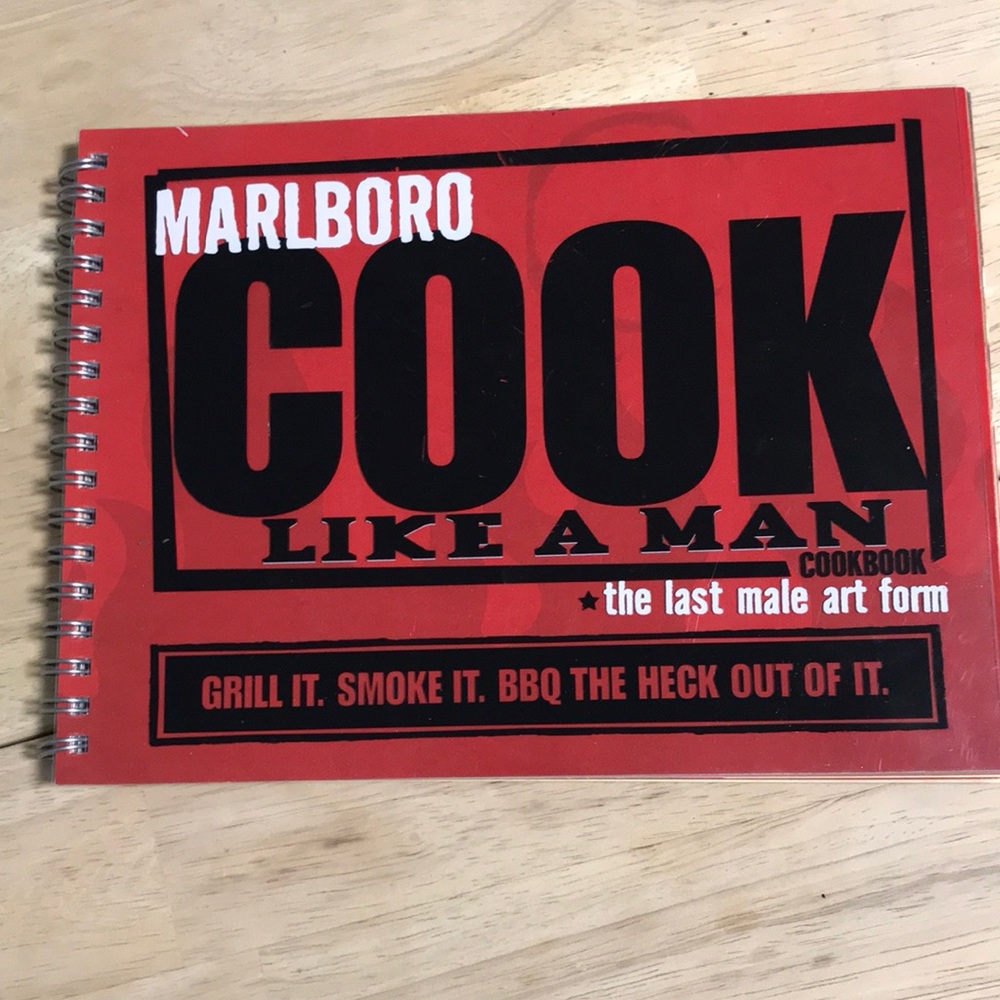 MARLBORO
COOK
LIKE A MAN
COOKBOOK
★the last male art form
GRILL IT. SMOKE IT. BBQ THE HECK OUT OF IT.